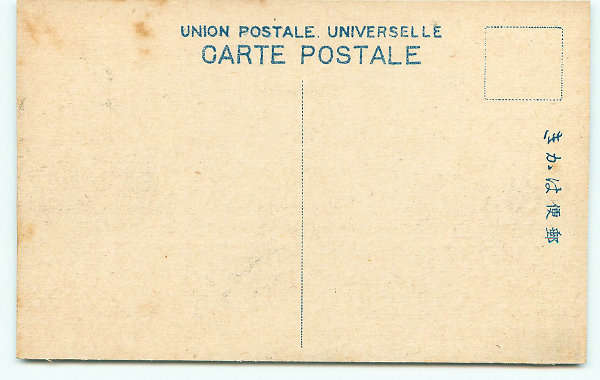 UNION POSTALE. UNIVERSELLE
CARTE POSTALE
郵便はかき